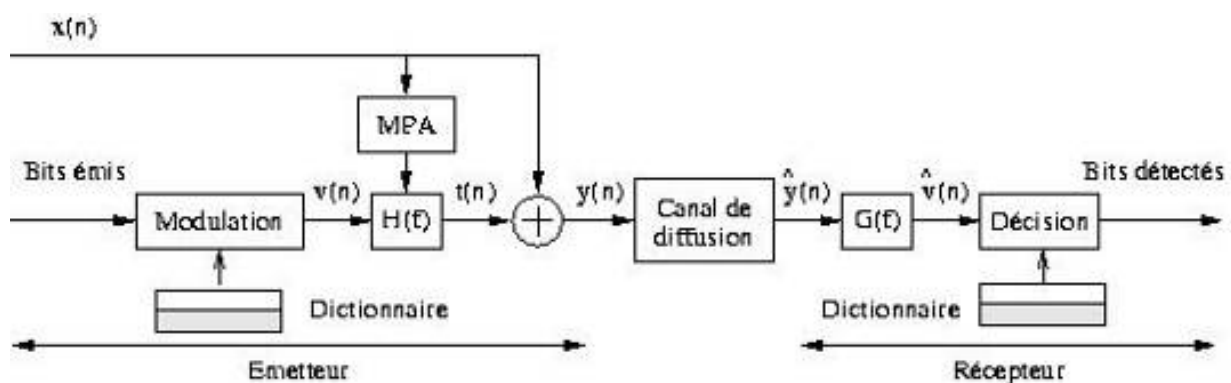 x(n)
MPA
Bits émis
v(n)
t(n)
y(n)
ŷ(n)
v̂(n)
Bits détectés
Modulation
H(f)
+
Canal de
diffusion
G(f)
Décision
Dictionnaire
Dictionnaire
Emetteur
Récepteur